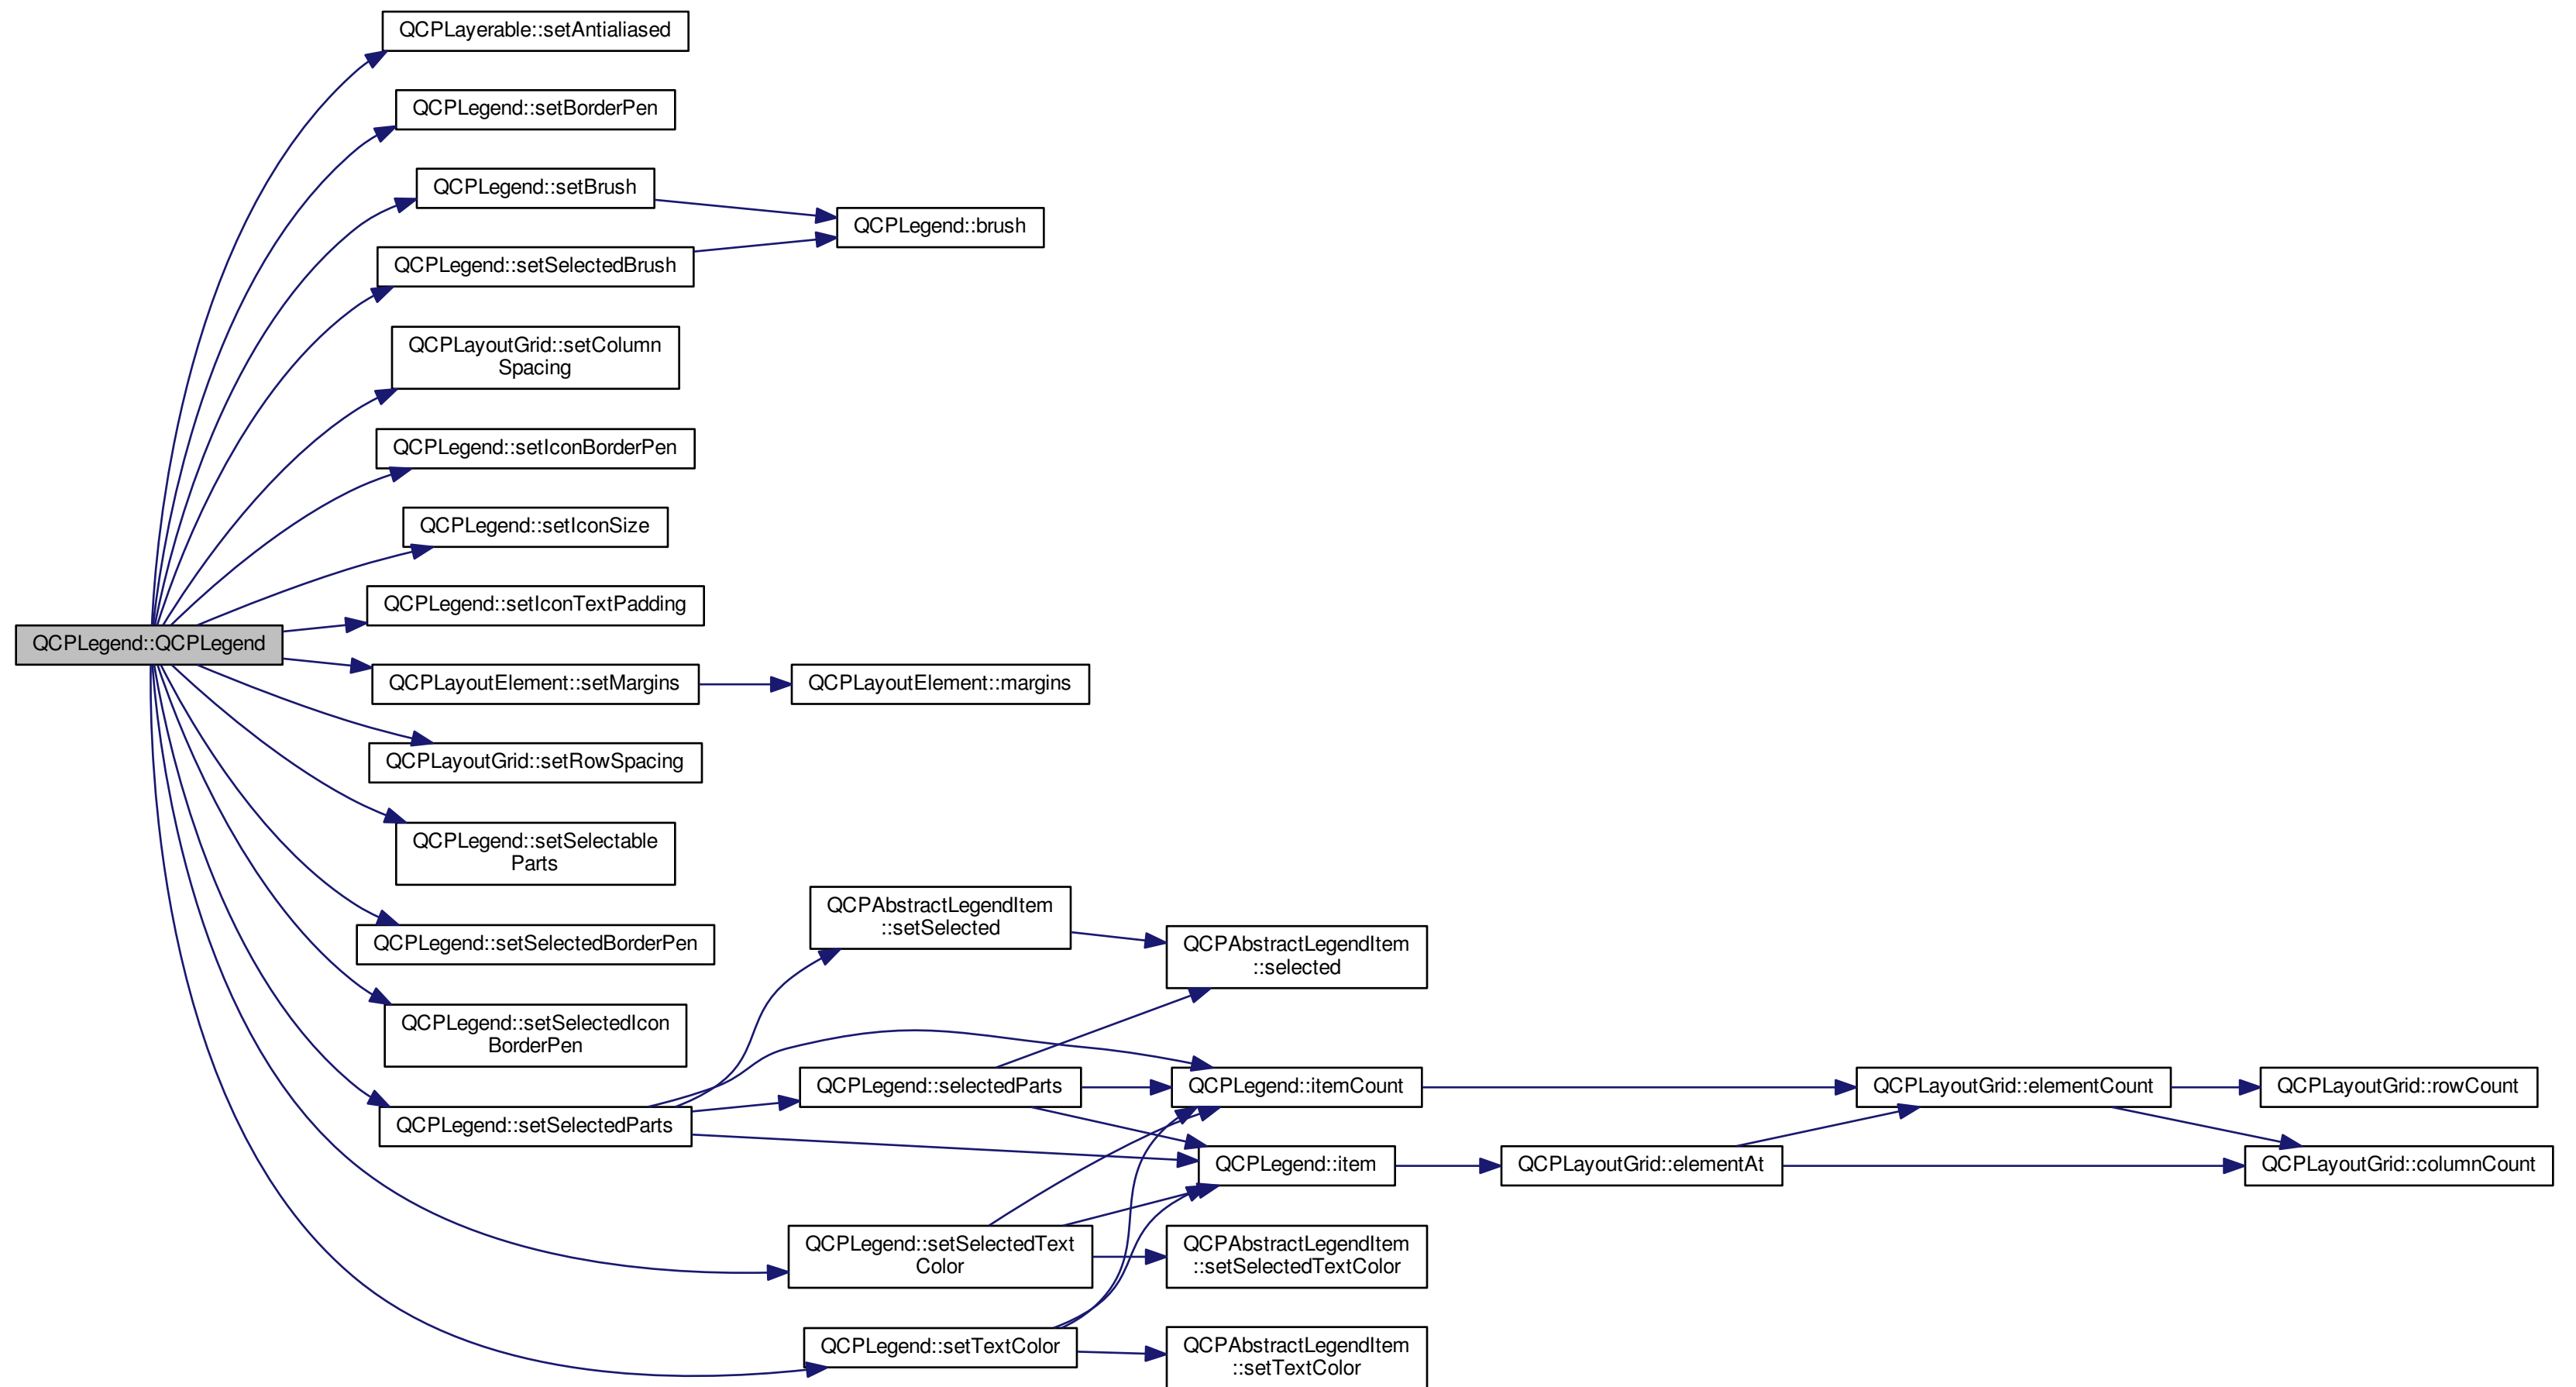 QCPLegend::QCPLegend
QCPLayerable::setAntialiased
QCPLegend::setBorderPen
QCPLegend::setBrush
QCPLegend::brush
QCPLegend::setSelectedBrush
QCPLayoutGrid::setColumn
Spacing
QCPLegend::setIconBorderPen
QCPLegend::setIconSize
QCPLegend::setIconTextPadding
QCPLayoutElement::setMargins
QCPLayoutElement::margins
QCPLayoutGrid::setRowSpacing
QCPLegend::setSelectable
Parts
QCPLegend::setSelectedBorderPen
QCPLegend::setSelectedIcon
BorderPen
QCPLegend::setSelectedParts
QCPAbstractLegendItem
::setSelected
QCPAbstractLegendItem
::selected
QCPLegend::selectedParts
QCPLegend::itemCount
QCPLegend::item
QCPLayoutGrid::elementAt
QCPLayoutGrid::elementCount
QCPLayoutGrid::rowCount
QCPLayoutGrid::columnCount
QCPLegend::setSelectedText
Color
QCPAbstractLegendItem
::setSelectedTextColor
QCPLegend::setTextColor
QCPAbstractLegendItem
::setTextColor